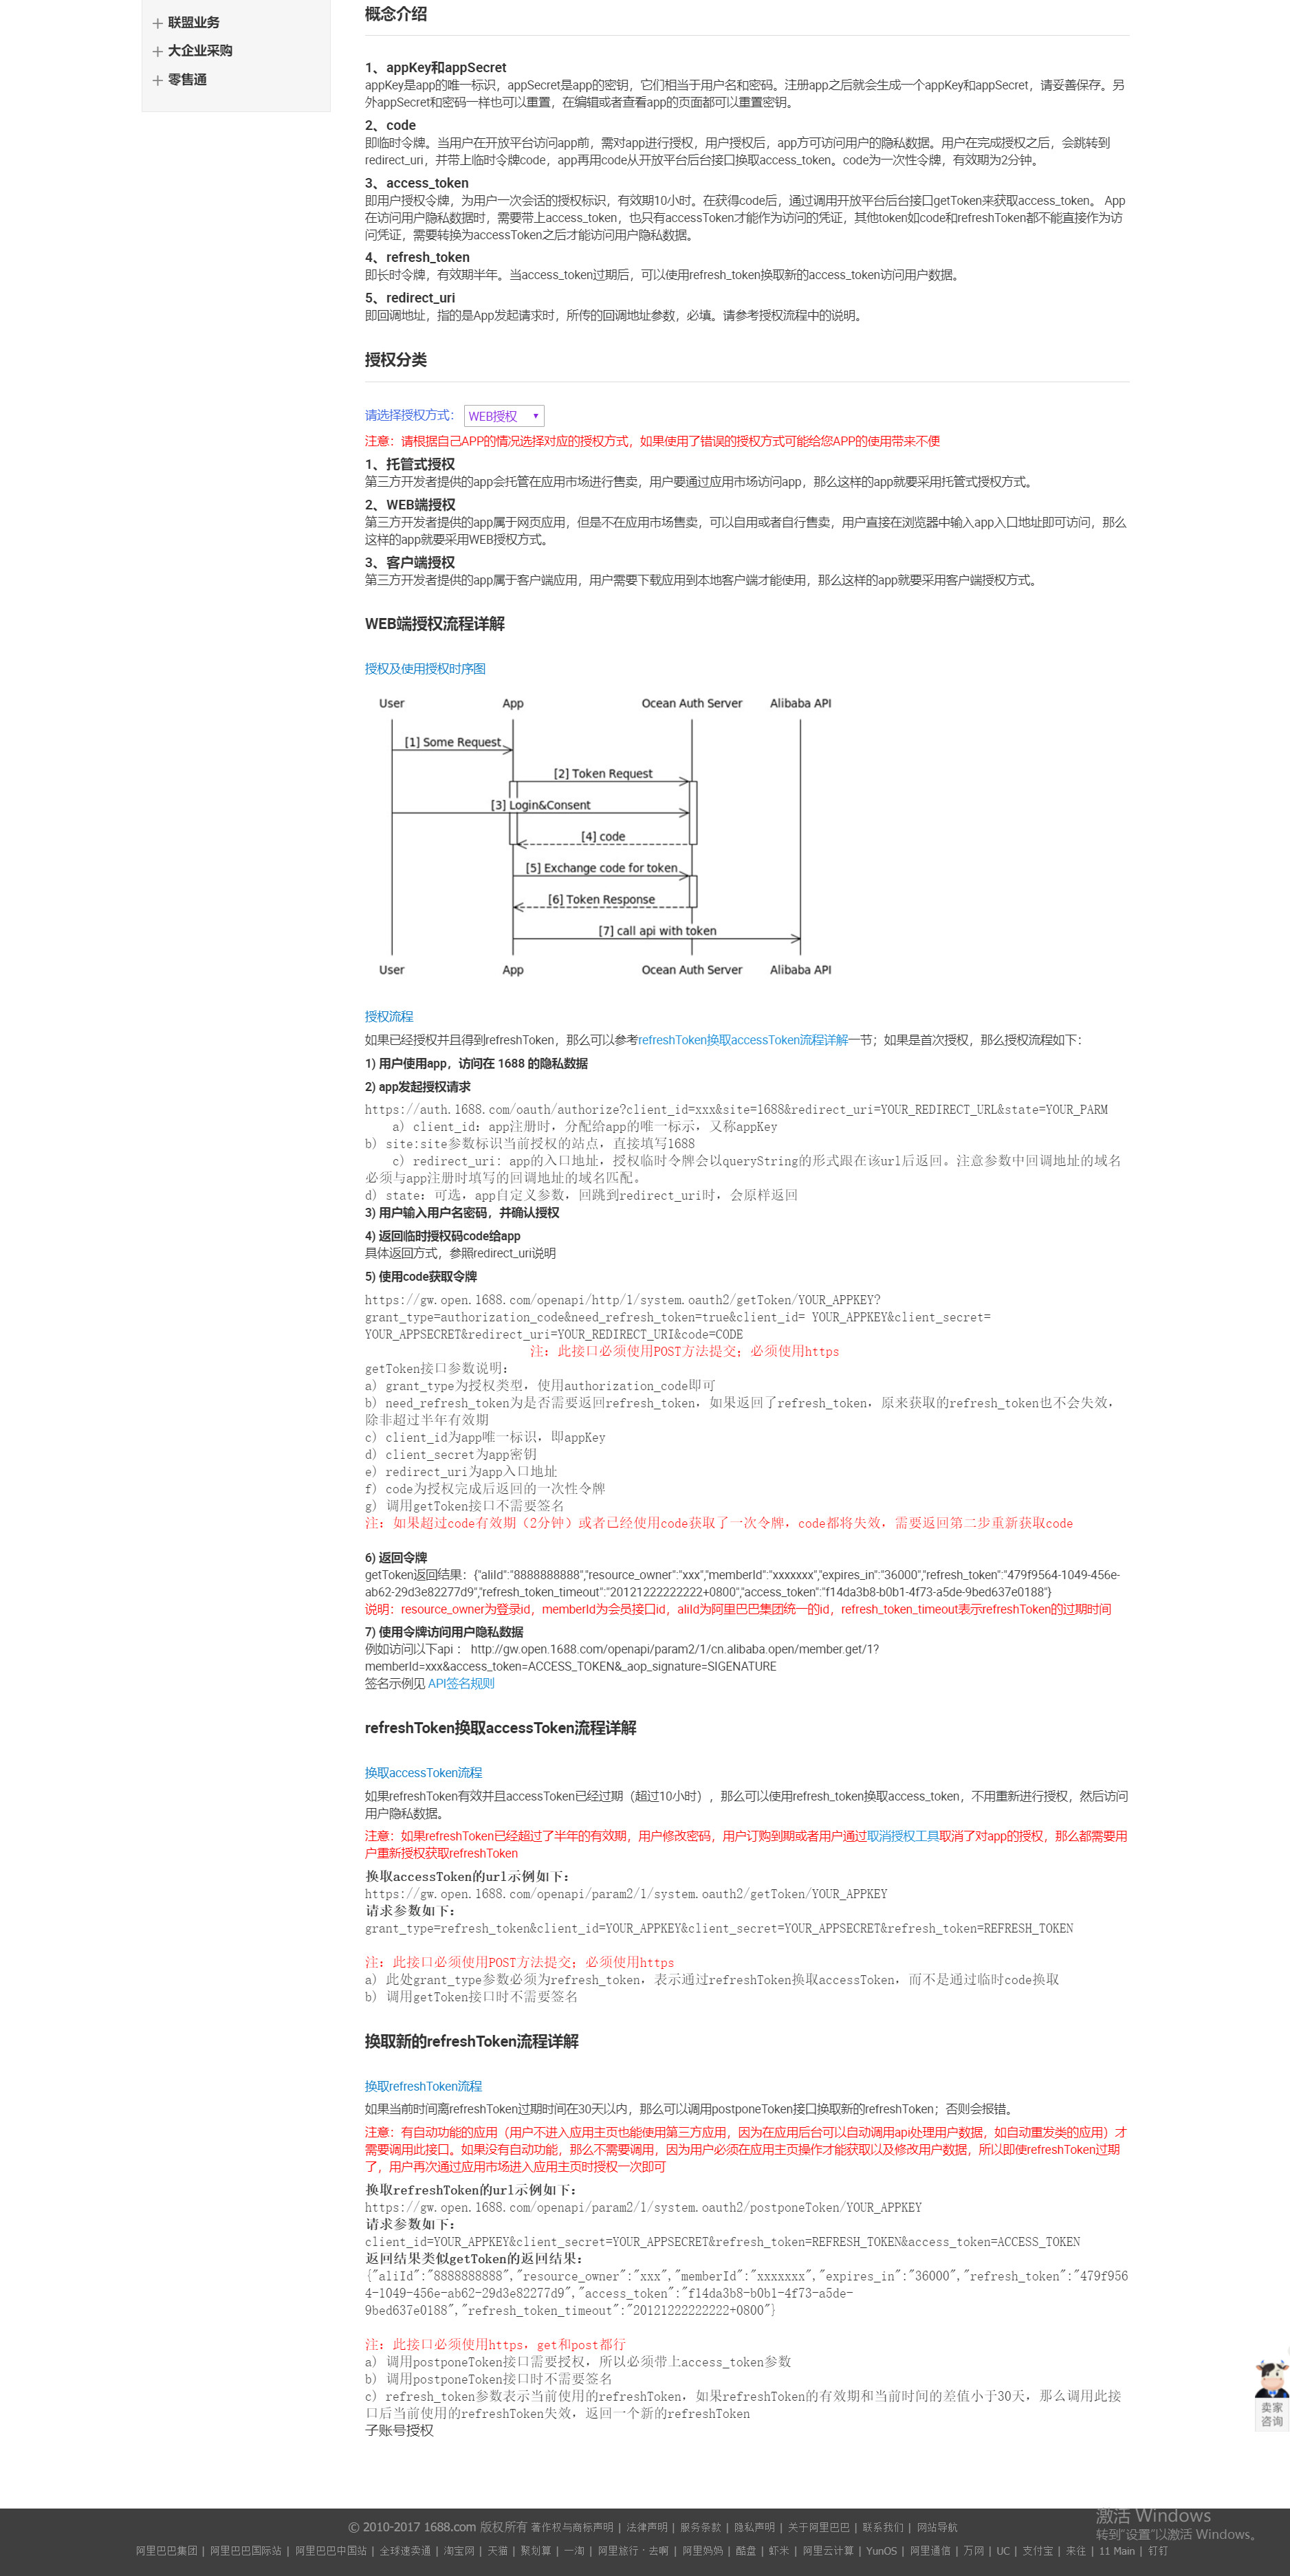 联盟业务
大企业采购
零售通
概念介绍
1、appKey和appSecret
appKey是app的唯一标识，appSecret是app的密钥，它们相当于用户名和密码。注册app之后就会生成一个appKey和appSecret，请妥善保存。另
外appSecret和密码一样也可以重置，在编辑或者查看app的页面都可以重置密钥。
2、code
即临时令牌。当用户在开放平台访问app前，需对app进行授权，用户授权后，app方可访问用户的隐私数据。用户在完成授权之后，会跳转到
redirect_uri，并带上临时令牌code，app再用code从开放平台后台接口换取access_token。code为一次性令牌，有效期为2分钟。
3、access_token
即用户授权令牌，为用户一次会话的授权标识，有效期10小时。在获得code后，通过调用开放平台后台接口getToken来获取access_token。 App
在访问用户隐私数据时，需要带上access_token，也只有accessToken才能作为访问的凭证，其他token如code和refreshToken都不能直接作为访
问凭证，需要转换为accessToken之后才能访问用户隐私数据。
4、refresh_token
即长时令牌，有效期半年。当access_token过期后，可以使用refresh_token换取新的access_token访问用户数据。
5、redirect_uri
即回调地址，指的是App发起请求时，所传的回调地址参数，必填。请参考授权流程中的说明。
授权分类
请选择授权方式： WEB授权
注意：请根据自己APP的情况选择对应的授权方式，如果使用了错误的授权方式可能给您APP的使用带来不便
1、托管式授权
第三方开发者提供的app会托管在应用市场进行售卖，用户要通过应用市场访问app，那么这样的app就要采用托管式授权方式。
2、WEB端授权
第三方开发者提供的app属于网页应用，但是不在应用市场售卖，可以自用或者自行售卖，用户直接在浏览器中输入app入口地址即可访问，那么
这样的app就要采用WEB授权方式。
3、客户端授权
第三方开发者提供的app属于客户端应用，用户需要下载应用到本地客户端才能使用，那么这样的app就要采用客户端授权方式。
WEB端授权流程详解
授权及使用授权时序图
User App Ocean Auth Server Alibaba API
[1] Some Request
[2] Token Request
[3] Login&Consent
[4] code
[5] Exchange code for token
[6] Token Response
[7] call api with token
User App Ocean Auth Server Alibaba API
授权流程
如果已经授权并且得到refreshToken，那么可以参考refreshToken换取accessToken流程详解一节；如果是首次授权，那么授权流程如下：
1) 用户使用app，访问在 1688 的隐私数据
2) app发起授权请求
https://auth.1688.com/oauth/authorize?client_id=xxx&site=1688&redirect_uri=YOUR_REDIRECT_URL&state=YOUR_PARM
a) client_id：app注册时，分配给app的唯一标示，又称appKey
b) site:site参数标识当前授权的站点，直接填写1688
c) redirect_uri: app的入口地址，授权临时令牌会以queryString的形式跟在该url后返回。注意参数中回调地址的域名
必须与app注册时填写的回调地址的域名匹配。
d) state：可选，app自定义参数，回跳到redirect_uri时，会原样返回
3) 用户输入用户名密码，并确认授权
4) 返回临时授权码code给app
具体返回方式，参照redirect_uri说明
5) 使用code获取令牌
https://gw.open.1688.com/openapi/http/1/system.oauth2/getToken/YOUR_APPKEY?
grant_type=authorization_code&need_refresh_token=true&client_id= YOUR_APPKEY&client_secret=
YOUR_APPSECRET&redirect_uri=YOUR_REDIRECT_URI&code=CODE
注：此接口必须使用POST方法提交；必须使用https
getToken接口参数说明：
a) grant_type为授权类型，使用authorization_code即可
b) need_refresh_token为是否需要返回refresh_token，如果返回了refresh_token，原来获取的refresh_token也不会失效，
除非超过半年有效期
c) client_id为app唯一标识，即appKey
d) client_secret为app密钥
e) redirect_uri为app入口地址
f) code为授权完成后返回的一次性令牌
g) 调用getToken接口不需要签名
注：如果超过code有效期（2分钟）或者已经使用code获取了一次令牌，code都将失效，需要返回第二步重新获取code
6) 返回令牌
getToken返回结果：{"aliId":"8888888888","resource_owner":"xxx","memberId":"xxxxxxx","expires_in":"36000","refresh_token":"479f9564-1049-456e-
ab62-29d3e82277d9","refresh_token_timeout":"20121222222222+0800","access_token":"f14da3b8-b0b1-4f73-a5de-9bed637e0188"}
说明：resource_owner为登录id，memberId为会员接口id，aliId为阿里巴巴集团统一的id，refresh_token_timeout表示refreshToken的过期时间
7) 使用令牌访问用户隐私数据
例如访问以下api： http://gw.open.1688.com/openapi/param2/1/cn.alibaba.open/member.get/1?
memberId=xxx&access_token=ACCESS_TOKEN&_aop_signature=SIGENATURE
签名示例见 API签名规则
refreshToken换取accessToken流程详解
换取accessToken流程
如果refreshToken有效并且accessToken已经过期（超过10小时），那么可以使用refresh_token换取access_token，不用重新进行授权，然后访问
用户隐私数据。
注意：如果refreshToken已经超过了半年的有效期，用户修改密码，用户订购到期或者用户通过取消授权工具取消了对app的授权，那么都需要用
户重新授权获取refreshToken
换取accessToken的url示例如下：
https://gw.open.1688.com/openapi/param2/1/system.oauth2/getToken/YOUR_APPKEY
请求参数如下：
grant_type=refresh_token&client_id=YOUR_APPKEY&client_secret=YOUR_APPSECRET&refresh_token=REFRESH_TOKEN
注：此接口必须使用POST方法提交；必须使用https
a) 此处grant_type参数必须为refresh_token，表示通过refreshToken换取accessToken，而不是通过临时code换取
b) 调用getToken接口时不需要签名
换取新的refreshToken流程详解
换取refreshToken流程
如果当前时间离refreshToken过期时间在30天以内，那么可以调用postponeToken接口换取新的refreshToken；否则会报错。
注意：有自动功能的应用（用户不进入应用主页也能使用第三方应用，因为在应用后台可以自动调用api处理用户数据，如自动重发类的应用）才
需要调用此接口。如果没有自动功能，那么不需要调用，因为用户必须在应用主页操作才能获取以及修改用户数据，所以即使refreshToken过期
了，用户再次通过应用市场进入应用主页时授权一次即可
换取refreshToken的url示例如下：
https://gw.open.1688.com/openapi/param2/1/system.oauth2/postponeToken/YOUR_APPKEY
请求参数如下：
client_id=YOUR_APPKEY&client_secret=YOUR_APPSECRET&refresh_token=REFRESH_TOKEN&access_token=ACCESS_TOKEN
返回结果类似getToken的返回结果：
{"aliId":"8888888888","resource_owner":"xxx","memberId":"xxxxxxx","expires_in":"36000","refresh_token":"479f956
4-1049-456e-ab62-29d3e82277d9","access_token":"f14da3b8-b0b1-4f73-a5de-
9bed637e0188","refresh_token_timeout":"20121222222222+0800"}
注：此接口必须使用https，get和post都行
a) 调用postponeToken接口需要授权，所以必须带上access_token参数
b) 调用postponeToken接口时不需要签名
c) refresh_token参数表示当前使用的refreshToken，如果refreshToken的有效期和当前时间的差值小于30天，那么调用此接
口后当前使用的refreshToken失效，返回一个新的refreshToken
子账号授权
卖家
咨询
© 2010-2017 1688.com 版权所有 著作权与商标声明 | 法律声明 | 服务条款 | 隐私声明 | 关于阿里巴巴 | 联系我们 | 网站导航
阿里巴巴集团 | 阿里巴巴国际站 | 阿里巴巴中国站 | 全球速卖通 | 淘宝网 | 天猫 | 聚划算 | 一淘 | 阿里旅行 · 去啊 | 阿里妈妈 | 酷盘 | 虾米 | 阿里云计算 | YunOS | 阿里通信 | 万网 | UC | 支付宝 | 来往 | 11 Main | 钉钉
激活 Windows
转到"设置"以激活 Windows。